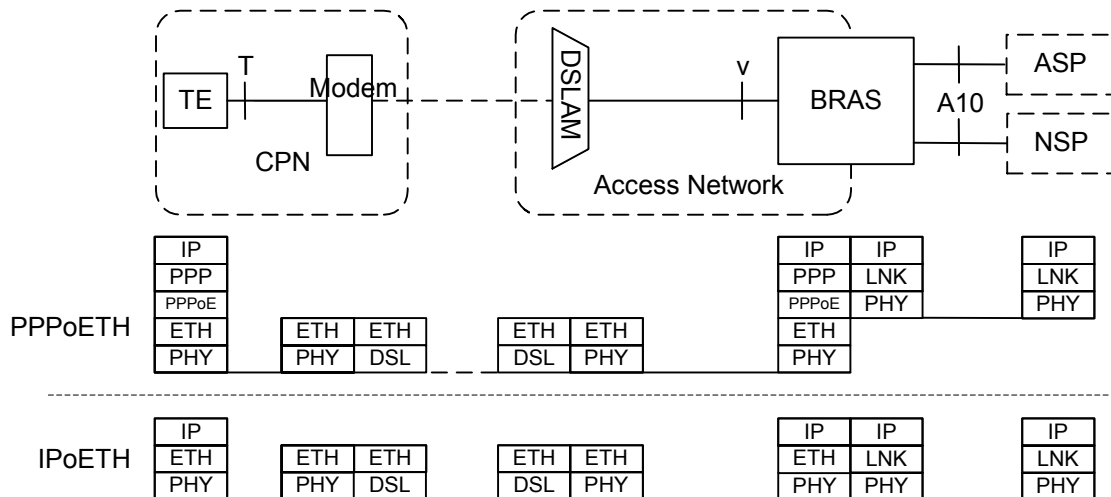 T
V
TE
Modem
CPN
DSLAM
Access Network
BRAS
A10
ASP
NSP
PPPoETH
IP
PPP
PPPoE
ETH
PHY
ETH ETH
PHY DSL
ETH ETH
DSL PHY
IP IP
PPP LNK
PPPoE PHY
ETH
PHY
IP
LNK
PHY
IPoETH
IP
ETH
PHY
ETH ETH
PHY DSL
ETH ETH
DSL PHY
IP IP
ETH LNK
PHY PHY
IP
LNK
PHY